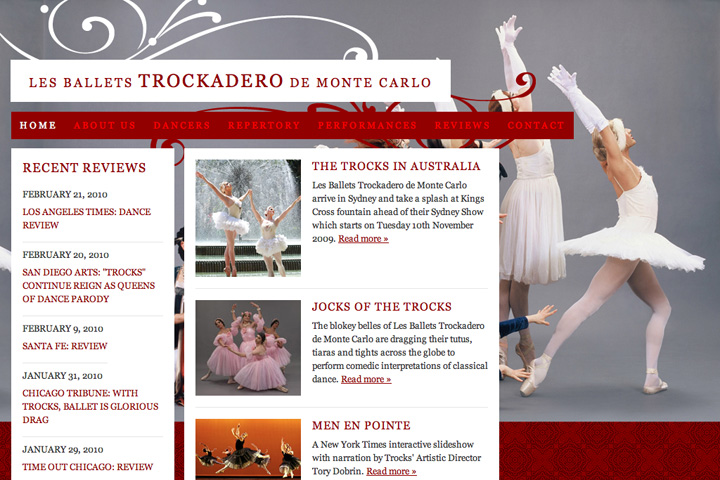 LES BALLETS TROCKADERO DE MONTE CARLO
HOME ABOUT US DANCERS REPERTORY PERFORMANCES REVIEWS CONTACT
RECENT REVIEWS
FEBRUARY 21, 2010
LOS ANGELES TIMES: DANCE
REVIEW
FEBRUARY 20, 2010
SAN DIEGO ARTS: "TROCKS"
CONTINUE REIGN AS QUEENS
OF DANCE PARODY
FEBRUARY 9, 2010
SANTA FE: REVIEW
JANUARY 31, 2010
CHICAGO TRIBUNE: WITH
TROCKS, BALLET IS GLORIOUS
DRAG
JANUARY 29, 2010
TIME OUT CHICAGO: REVIEW
THE TROCKS IN AUSTRALIA
Les Ballets Trockadero de Monte Carlo
arrive in Sydney and take a splash at Kings
Cross fountain ahead of their Sydney Show
which starts on Tuesday 10th November
2009. Read more »
JOCKS OF THE TROCKS
The blokey belles of Les Ballets Trockadero
de Monte Carlo are dragging their tutus,
tiaras and tights across the globe to
perform comedic interpretations of classical
dance. Read more »
MEN EN POINTE
A New York Times interactive slideshow
with narration by Trocks' Artistic Director
Tory Dobrin. Read more »